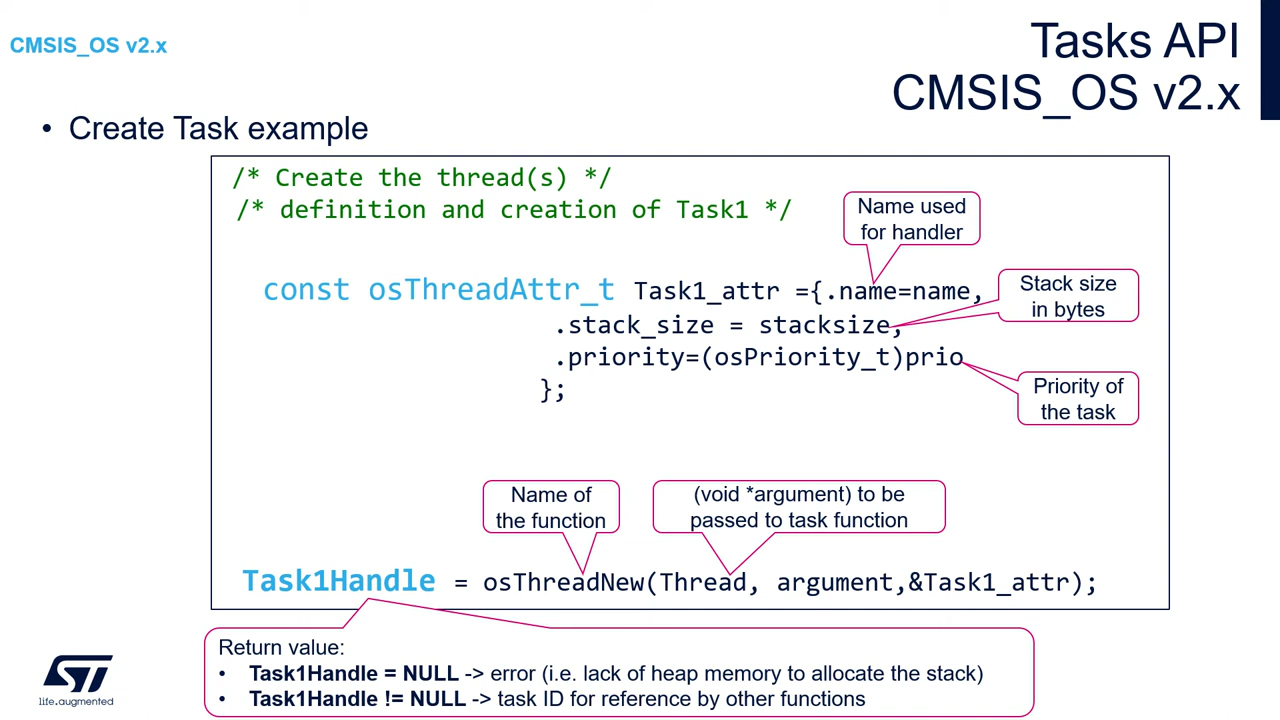 CMSIS_OS v2.x
Tasks API
CMSIS_OS v2.x
• Create Task example
/* Create the thread(s) */
/* definition and creation of Task1 */
Name used
for handler
const osThreadAttr_t Task1_attr ={.name=name,
Stack size
in bytes
.stack_size = stacksize,
.priority=(osPriority_t)prio
Priority of
the task
};
Name of
the function
(void *argument) to be
passed to task function
Task1Handle = osThreadNew(Thread, argument,&Task1_attr);
Return value:
• Task1Handle = NULL -> error (i.e. lack of heap memory to allocate the stack)
• Task1Handle != NULL -> task ID for reference by other functions
ST
life.augmented